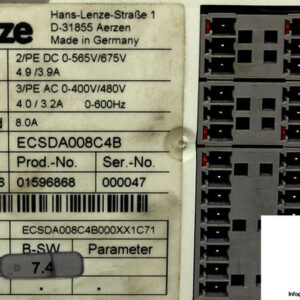 Hans-Lenze-Straße 1
D-31855 Aerzen
Made in Germany
ze
2/PE DC 0-565V/675V
4.9 /3.9A
3/PE AC 0-400V/480V
4.0 / 3.2A 0-600Hz
8.0A
ECSDA008C4B
Prod.-No. Ser.-No.
6 01596868 000047
ECSDA008C4B000XX1C71
B-SW Parameter
7.4